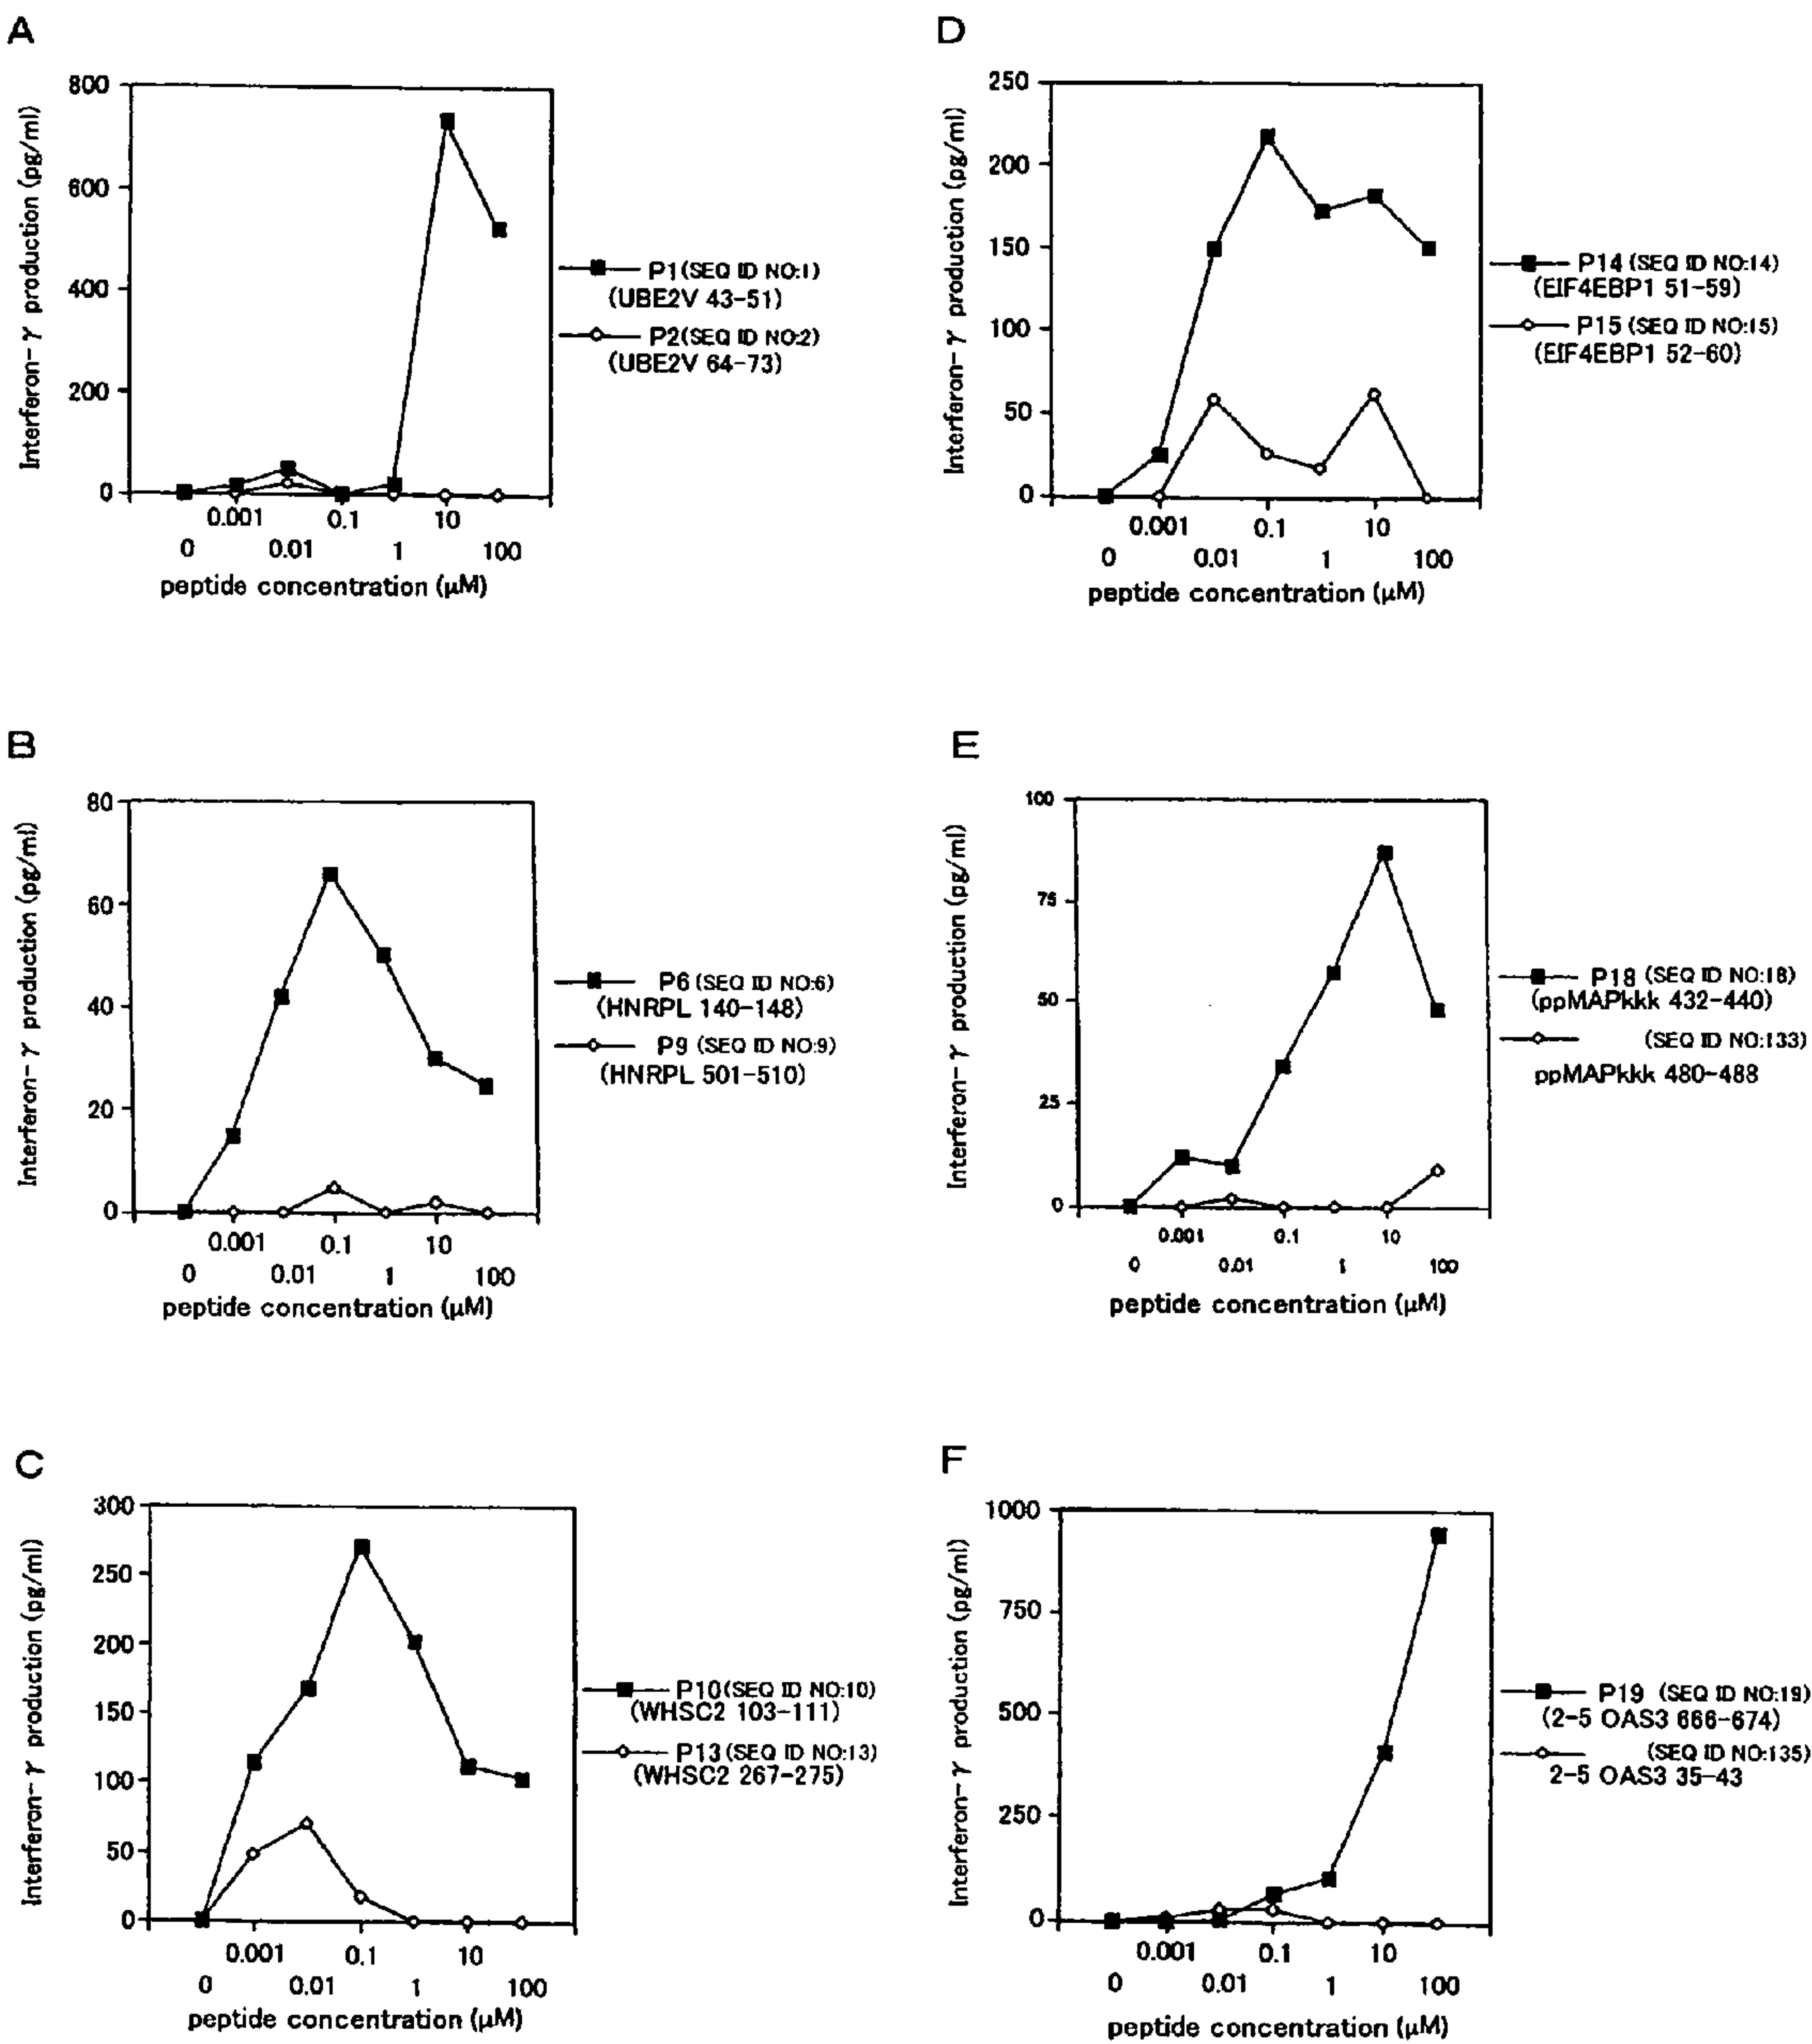 A
Interferon-γ production (pg/ml)
800
600
400
200
0
0.001 0.1 10
0 0.01 1 100
peptide concentration (µM)
P1(SEQ ID NO:1)
(UBE2V 43-51)
P2(SEQ ID NO:2)
(UBE2V 64-73)
D
Interferon-γ production (pg/ml)
250
200
150
100
50
0
0.001 0.1 10
0 0.01 1 100
peptide concentration (µM)
P14 (SEQ ID NO:14)
(EIF4EBP1 51-59)
P15 (SEQ ID NO:15)
(EIF4EBP1 52-60)
B
Interferon-γ production (pg/ml)
80
60
40
20
0
0.001 0.1 10
0 0.01 1 100
peptide concentration (µM)
P6 (SEQ ID NO:6)
(HNRPL 140-148)
P9 (SEQ ID NO:9)
(HNRPL 501-510)
E
Interferon-γ production (pg/ml)
100
75
50
25
0
0.001 0.1 10
0 0.01 1 100
peptide concentration (µM)
P18 (SEQ ID NO:18)
(ppMAPkkk 432-440)
(SEQ ID NO:133)
ppMAPkkk 480-488
C
Interferon-γ production (pg/ml)
300
250
200
150
100
50
0
0.001 0.1 10
0 0.01 1 100
peptide concentration (µM)
P10(SEQ ID NO:10)
(WHSC2 103-111)
P13(SEQ ID NO:13)
(WHSC2 267-275)
F
Interferon-γ production (pg/ml)
1000
750
500
250
0
0.001 0.1 10
0 0.01 1 100
peptide concentration (µM)
P19 (SEQ ID NO:19)
(2-5 OAS3 666-674)
(SEQ ID NO:135)
2-5 OAS3 35-43